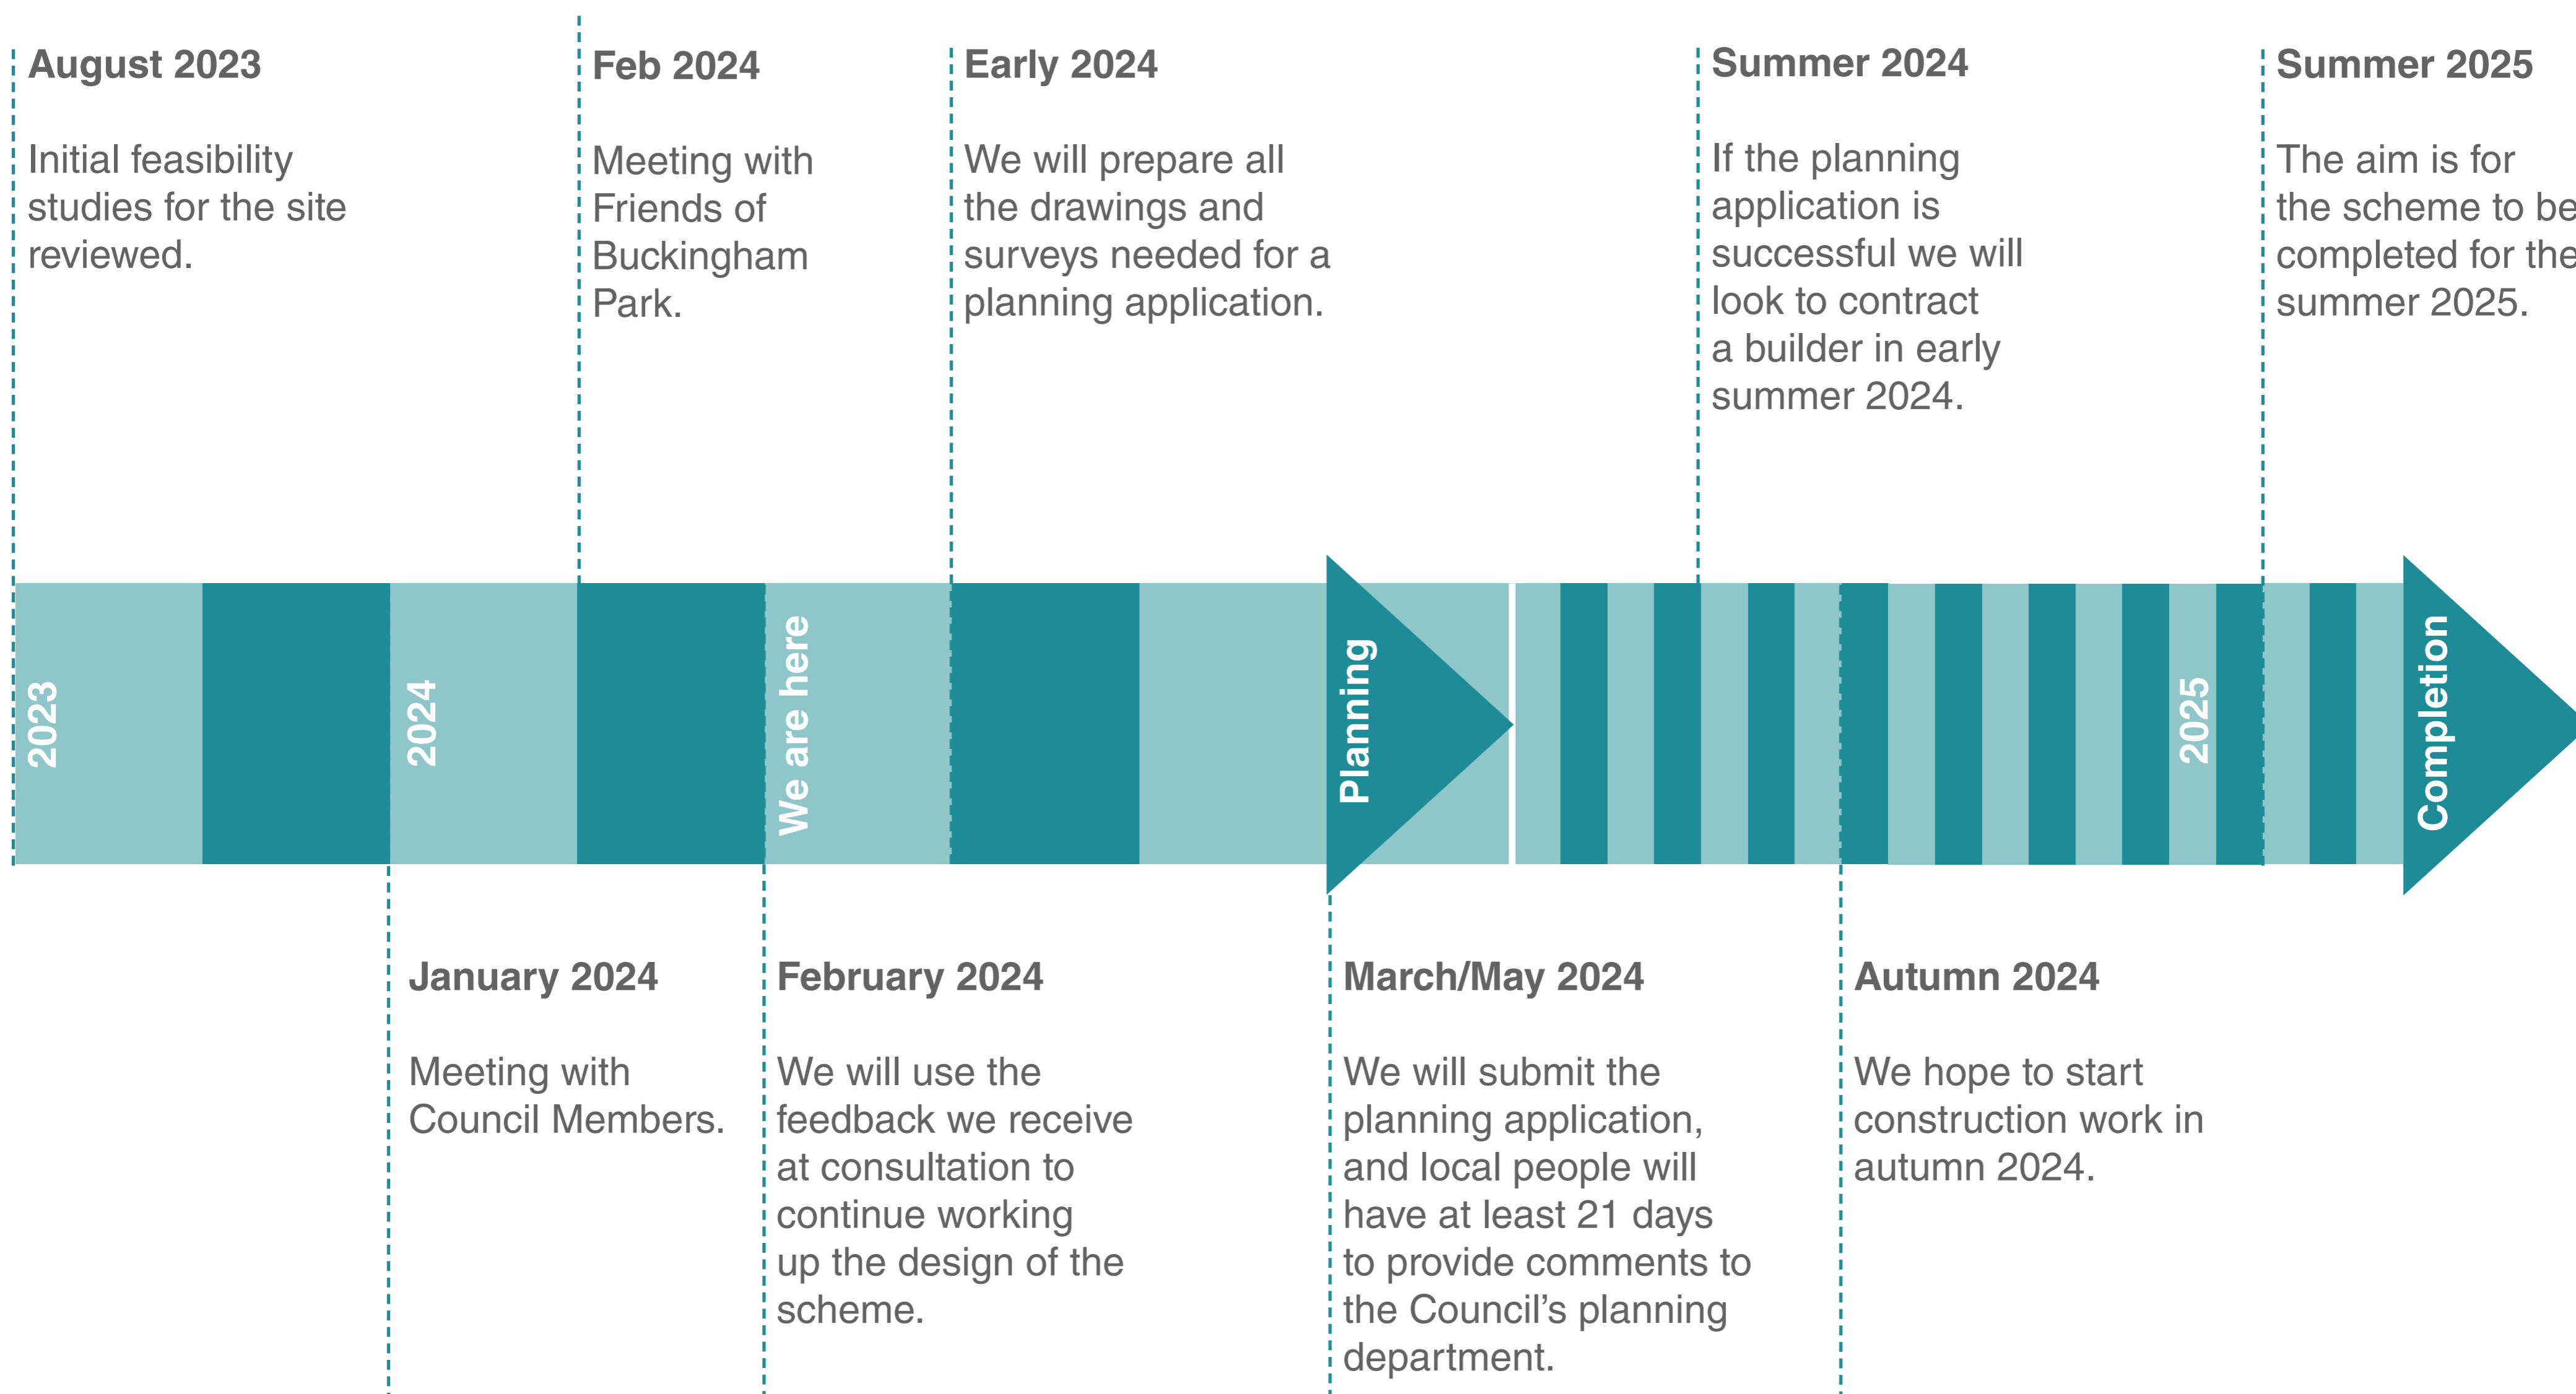 August 2023
Initial feasibility
studies for the site
reviewed.
Feb 2024
Meeting with
Friends of
Buckingham
Park.
Early 2024
We will prepare all
the drawings and
surveys needed for a
planning application.
Summer 2024
If the planning
application is
successful we will
look to contract
a builder in early
summer 2024.
Summer 2025
The aim is for
the scheme to be
completed for the
summer 2025.
2023
2024
We are here
Planning
2025
Completion
January 2024
Meeting with
Council Members.
February 2024
We will use the
feedback we receive
at consultation to
continue working
up the design of the
scheme.
March/May 2024
We will submit the
planning application,
and local people will
have at least 21 days
to provide comments to
the Council’s planning
department.
Autumn 2024
We hope to start
construction work in
autumn 2024.